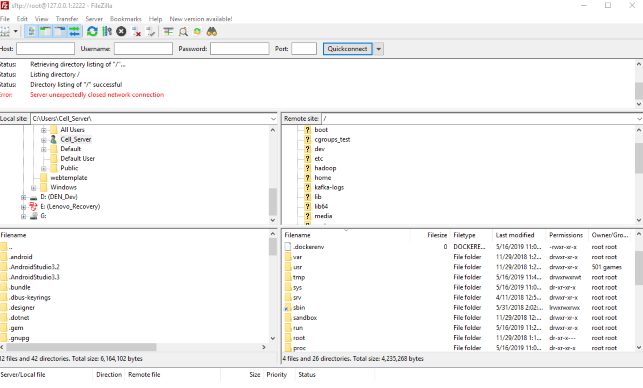 sftp://root@127.0.0.1:2222 - FileZilla
File Edit View Transfer Server Bookmarks Help New version available!
Host: Username: Password: Port: Quickconnect
Status: Retrieving directory listing of "/"...
Status: Listing directory /
Status: Directory listing of "/" successful
Error: Server unexpectedly closed network connection
Local site: C:\Users\Cell_Server\
Remote site: /
All Users
Cell_Server
Default
Default User
Public
webtemplate
Windows
D: (DEN_Dev)
E: (Lenovo_Recovery)
G:
boot
cgroups_test
dev
etc
hadoop
home
kafka-logs
lib
lib64
media
Filename
..
.android
.AndroidStudio3.2
.AndroidStudio3.3
.bundle
.dbus-keyrings
.designer
.dotnet
.gem
.gnupg
12 files and 42 directories. Total size: 6,164,102 bytes
Filename Filesize Filetype Last modified Permissions Owner/Gro...
.dockerenv 0 DOCKERE... 5/16/2019 11:0... -rwxr-xr-x root root
var File folder 11/29/2018 1:2... drwxr-xr-x root root
usr File folder 11/29/2018 1:2... drwxr-xr-x 501 games
tmp File folder 5/16/2019 11:4... drwxrwxrwt root root
sys File folder 5/16/2019 11:0... dr-xr-xr-x root root
srv File folder 4/11/2018 12:5... drwxr-xr-x root root
sbin File folder 5/31/2018 2:02:... lrwxrwxrwx root root
sandbox File folder 11/29/2018 12:... drwxr-xr-x root root
run File folder 11/29/2018 1:2... drwxr-xr-x root root
root File folder 11/29/2018 1:1... dr-xr-x--- root root
proc File folder 5/16/2019 11:0... dr-xr-xr-x root root
4 files and 26 directories. Total size: 4,235,268 bytes
Server/Local file Direction Remote file Size Priority Status